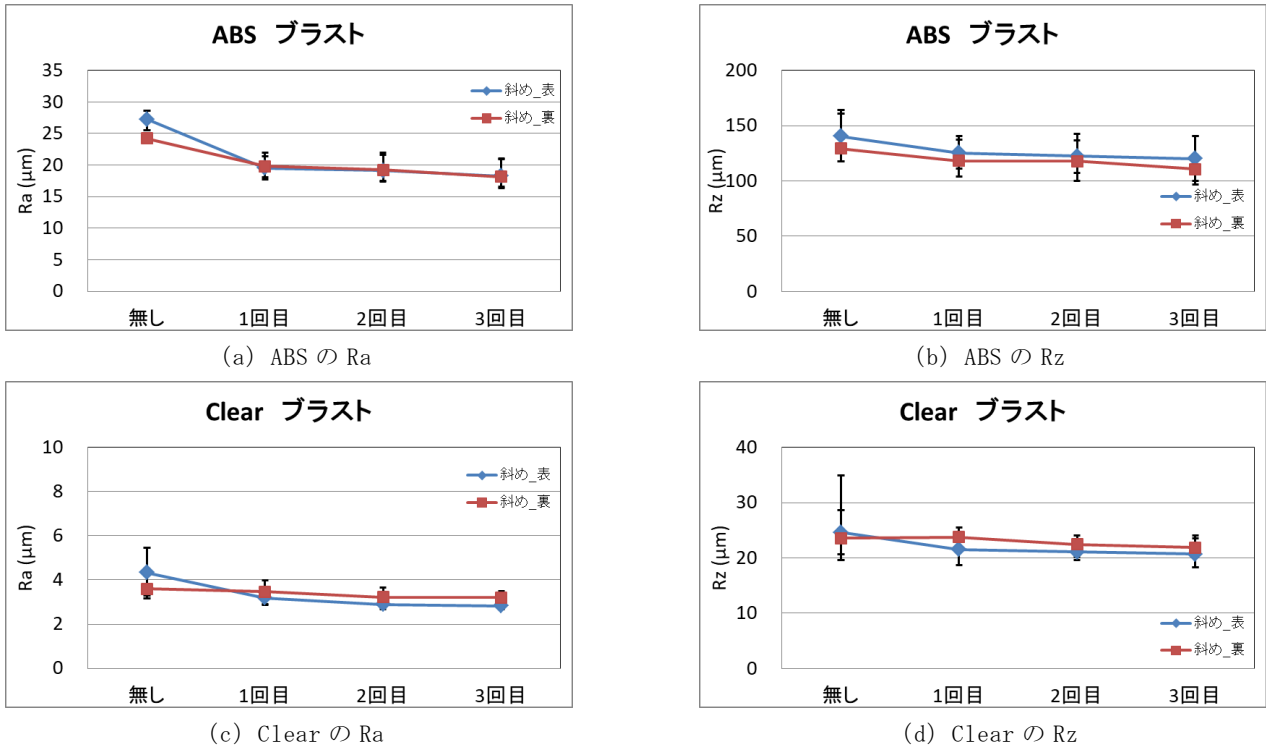 ABS ブラスト
35
30
25
20
15
10
5
0
Ra (μm)
斜め_表
斜め_裏
無し 1回目 2回目 3回目
(a) ABS の Ra
ABS ブラスト
200
150
100
50
0
Rz (μm)
斜め_表
斜め_裏
無し 1回目 2回目 3回目
(b) ABS の Rz
Clear ブラスト
10
8
6
4
2
0
Ra (μm)
斜め_表
斜め_裏
無し 1回目 2回目 3回目
(c) Clear の Ra
Clear ブラスト
40
30
20
10
0
Rz (μm)
斜め_表
斜め_裏
無し 1回目 2回目 3回目
(d) Clear の Rz